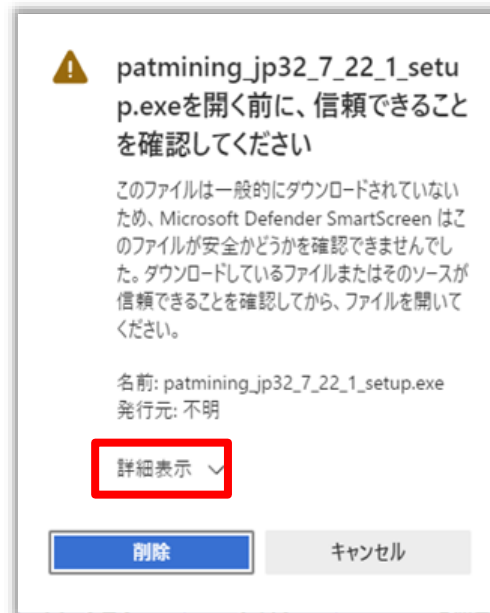 patmining_jp32_7_22_1_setu
p.exeを開く前に、信頼できること
を確認してください
このファイルは一般的にダウンロードされていない
ため、Microsoft Defender SmartScreen はこ
のファイルが安全かどうかを確認できませんでし
た。ダウンロードしているファイルまたはそのソースが
信頼できることを確認してから、ファイルを開いて
ください。
名前: patmining_jp32_7_22_1_setup.exe
発行元: 不明
詳細表示
削除
キャンセル